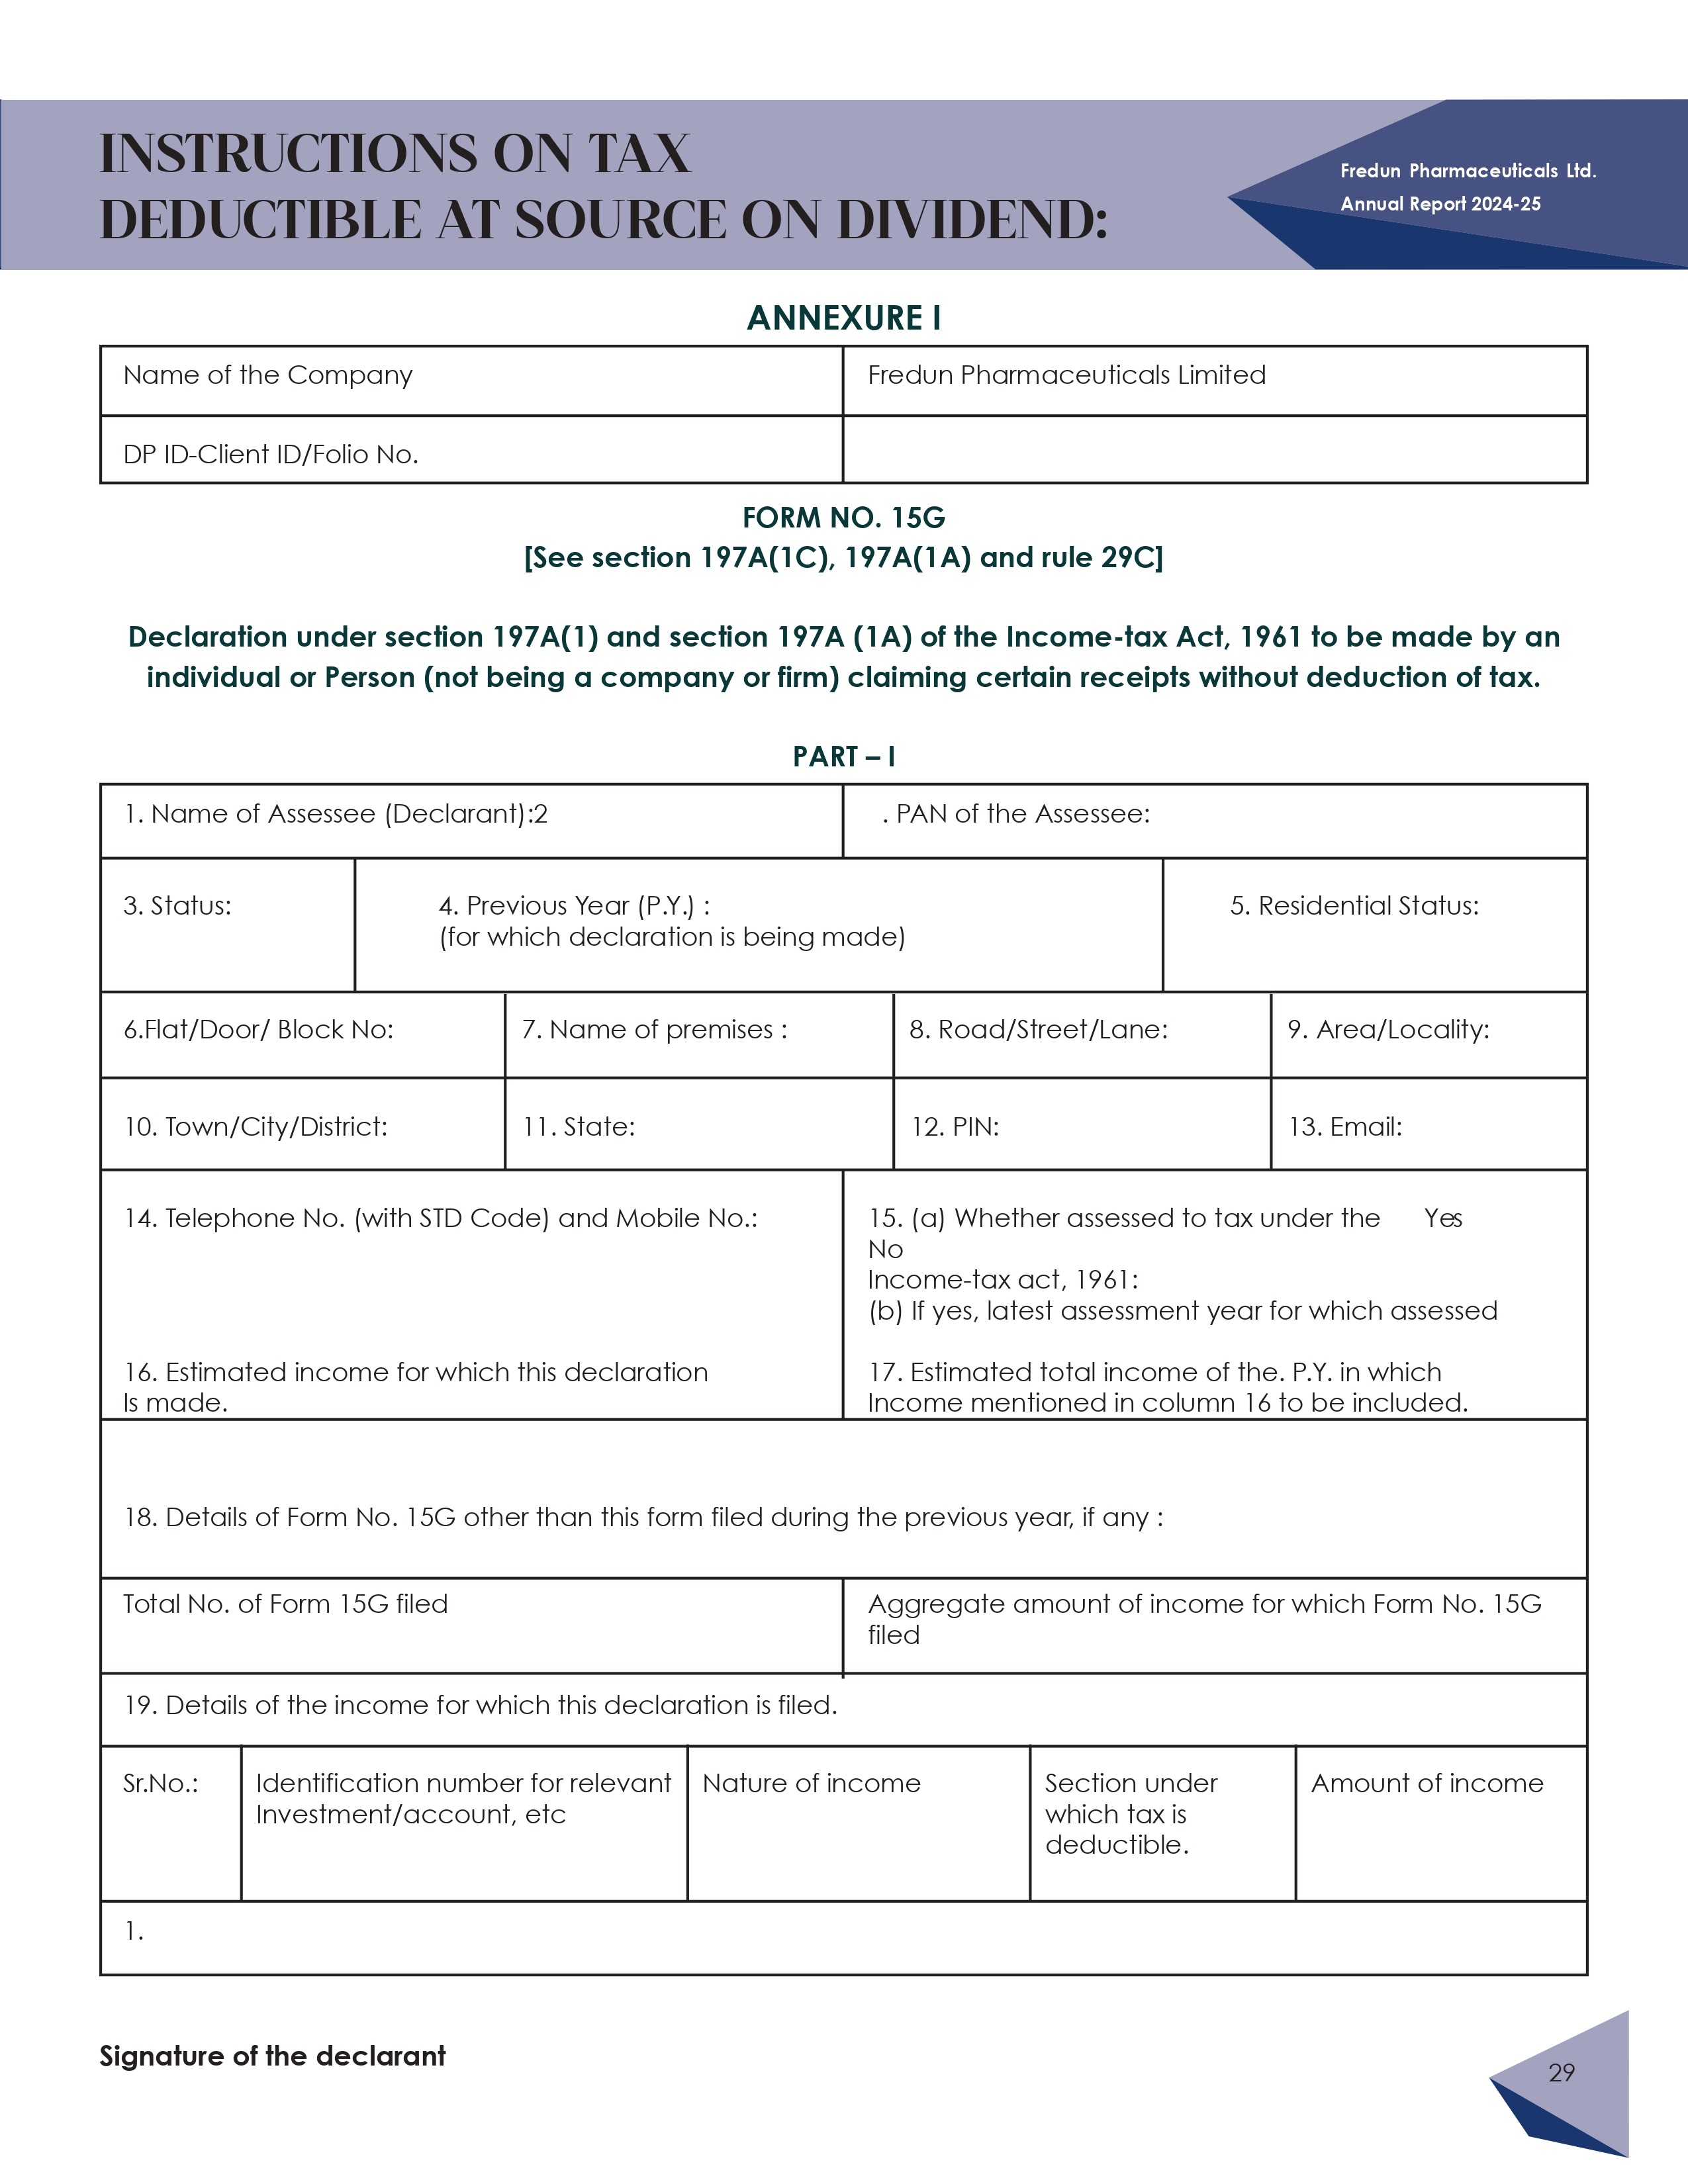 INSTRUCTIONS ON TAX
DEDUCTIBLE AT SOURCE ON DIVIDEND:
Fredun Pharmaceuticals Ltd.
Annual Report 2024-25
ANNEXURE I
Name of the Company
Fredun Pharmaceuticals Limited
DP ID-Client ID/Folio No.
FORM NO. 15G
[See section 197A(1C), 197A(1A) and rule 29C]
Declaration under section 197A(1) and section 197A (1A) of the Income-tax Act, 1961 to be made by an
individual or Person (not being a company or firm) claiming certain receipts without deduction of tax.
PART – I
1. Name of Assessee (Declarant):2
. PAN of the Assessee:
3. Status:
4. Previous Year (P.Y.) :
(for which declaration is being made)
5. Residential Status:
6.Flat/Door/ Block No:
7. Name of premises :
8. Road/Street/Lane:
9. Area/Locality:
10. Town/City/District:
11. State:
12. PIN:
13. Email:
14. Telephone No. (with STD Code) and Mobile No.:
15. (a) Whether assessed to tax under the Yes
No
Income-tax act, 1961:
(b) If yes, latest assessment year for which assessed
16. Estimated income for which this declaration
Is made.
17. Estimated total income of the. P.Y. in which
Income mentioned in column 16 to be included.
18. Details of Form No. 15G other than this form filed during the previous year, if any :
Total No. of Form 15G filed
Aggregate amount of income for which Form No. 15G
filed
19. Details of the income for which this declaration is filed.
Sr.No.:
Identification number for relevant
Investment/account, etc
Nature of income
Section under
which tax is
deductible.
Amount of income
1.
Signature of the declarant
29